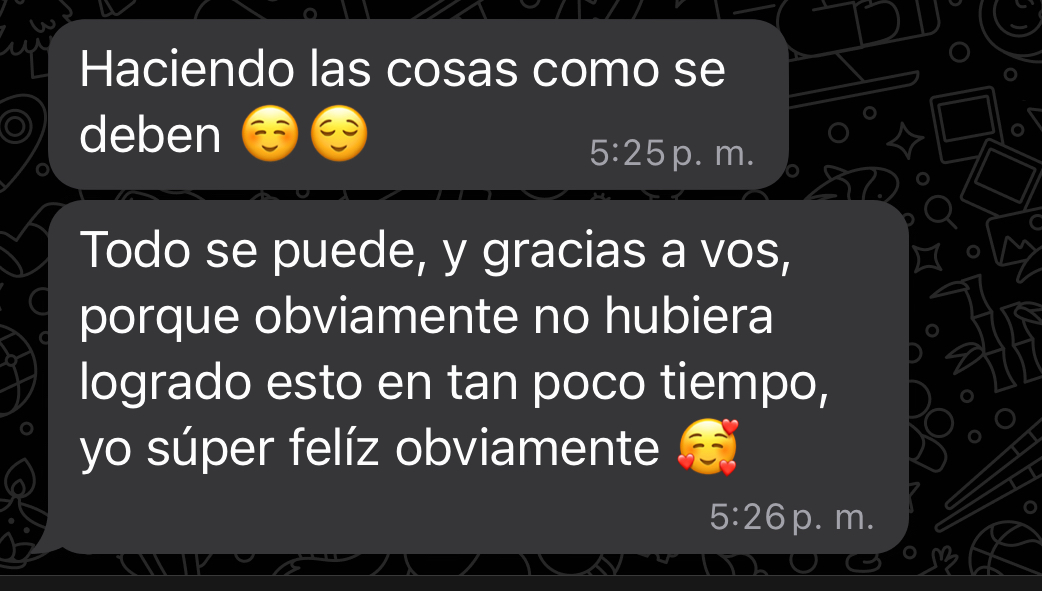 Haciendo las cosas como se
deben ☺️😌
5:25 p. m.
Todo se puede, y gracias a vos,
porque obviamente no hubiera
logrado esto en tan poco tiempo,
yo súper felíz obviamente 🥰
5:26 p. m.